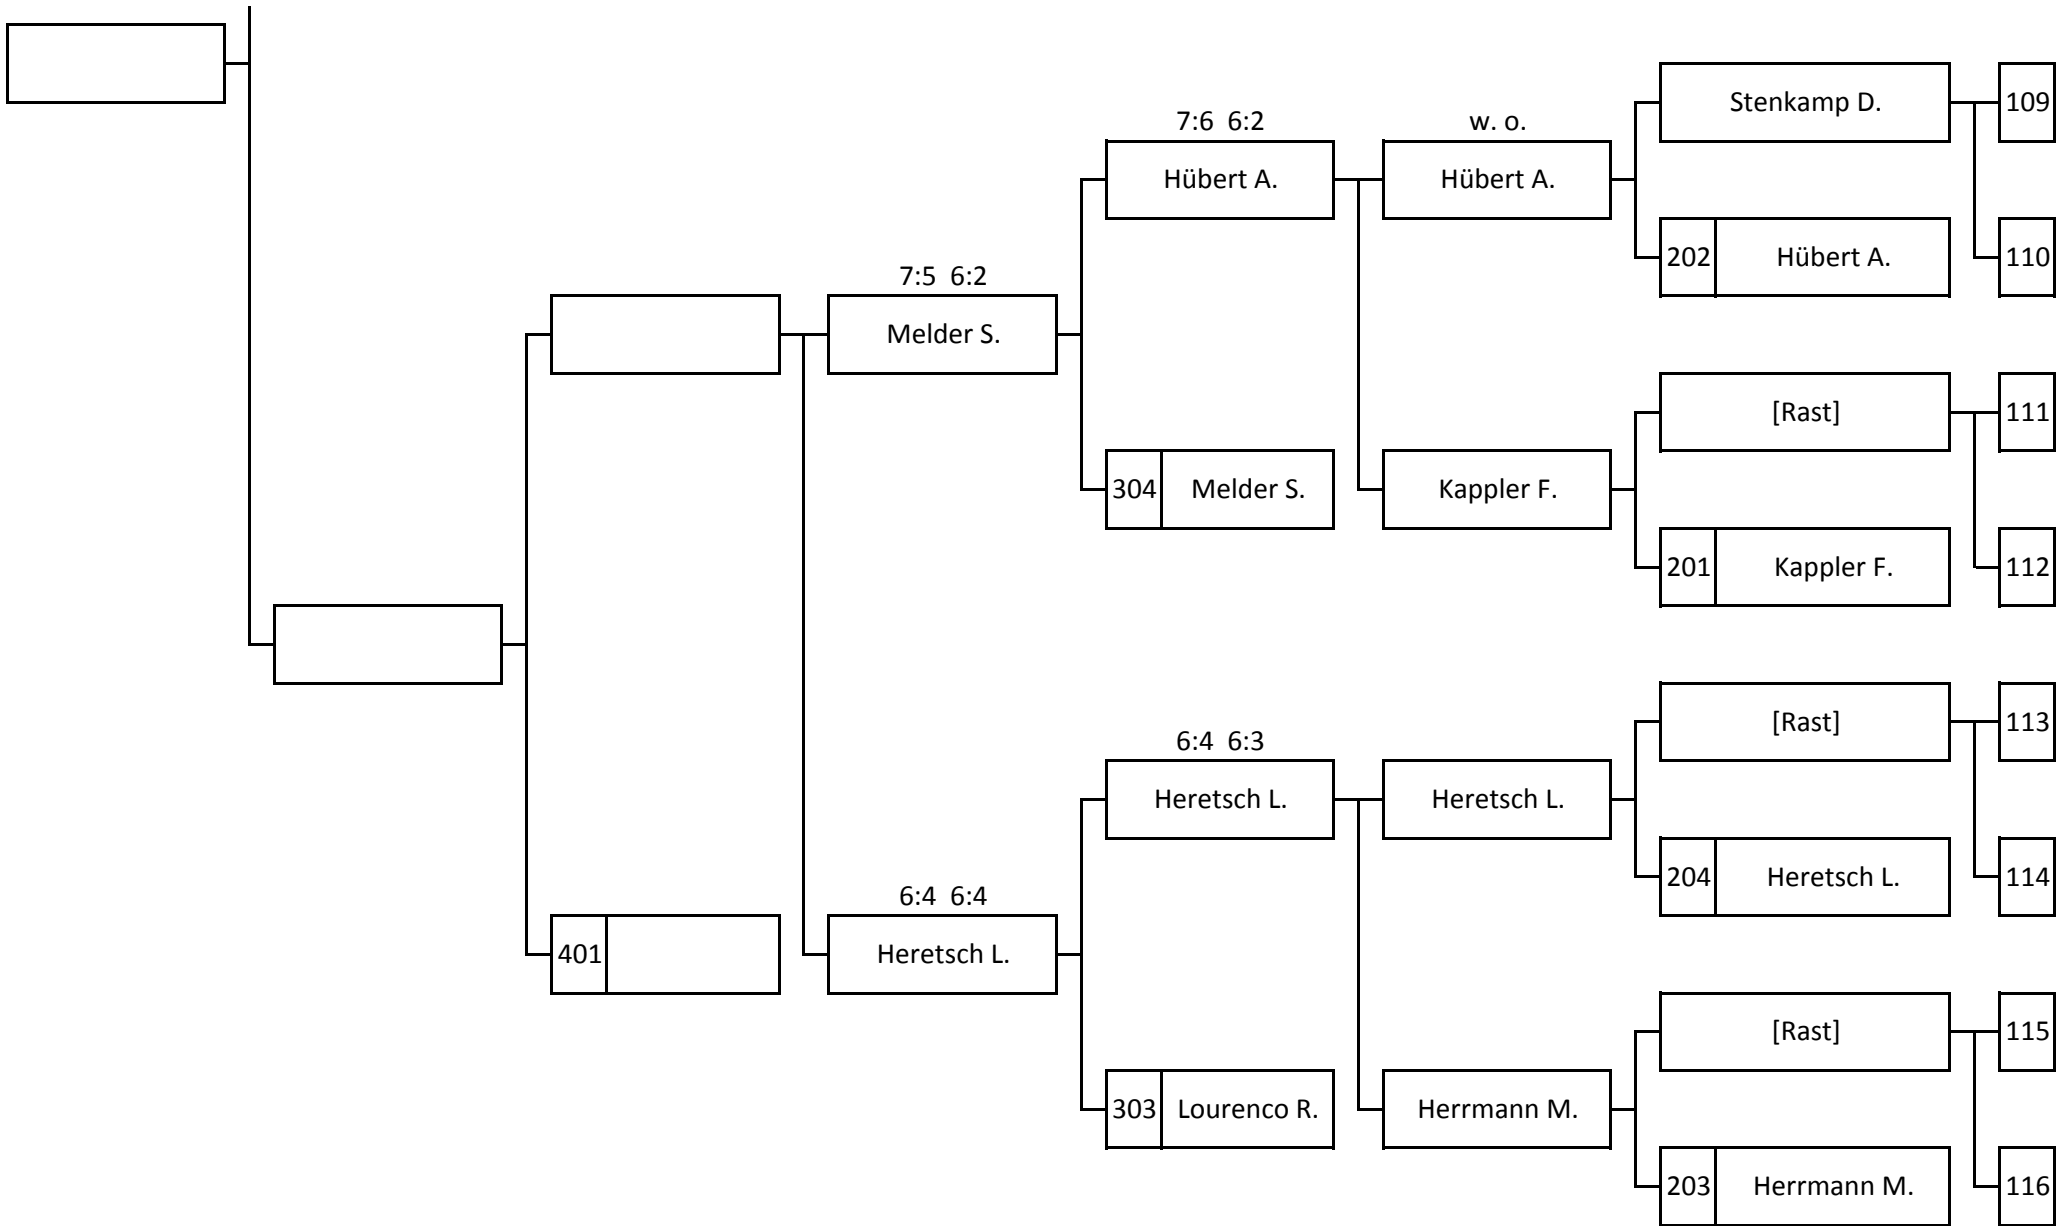 Stenkamp D.
109
7:6 6:2
w. o.
Hübert A.
Hübert A.
202
Hübert A.
110
7:5 6:2
Melder S.
[Rast]
111
304
Melder S.
Kappler F.
201
Kappler F.
112
[Rast]
113
6:4 6:3
Heretsch L.
Heretsch L.
204
Heretsch L.
114
6:4 6:4
401
Heretsch L.
[Rast]
115
303
Lourenco R.
Herrmann M.
203
Herrmann M.
116